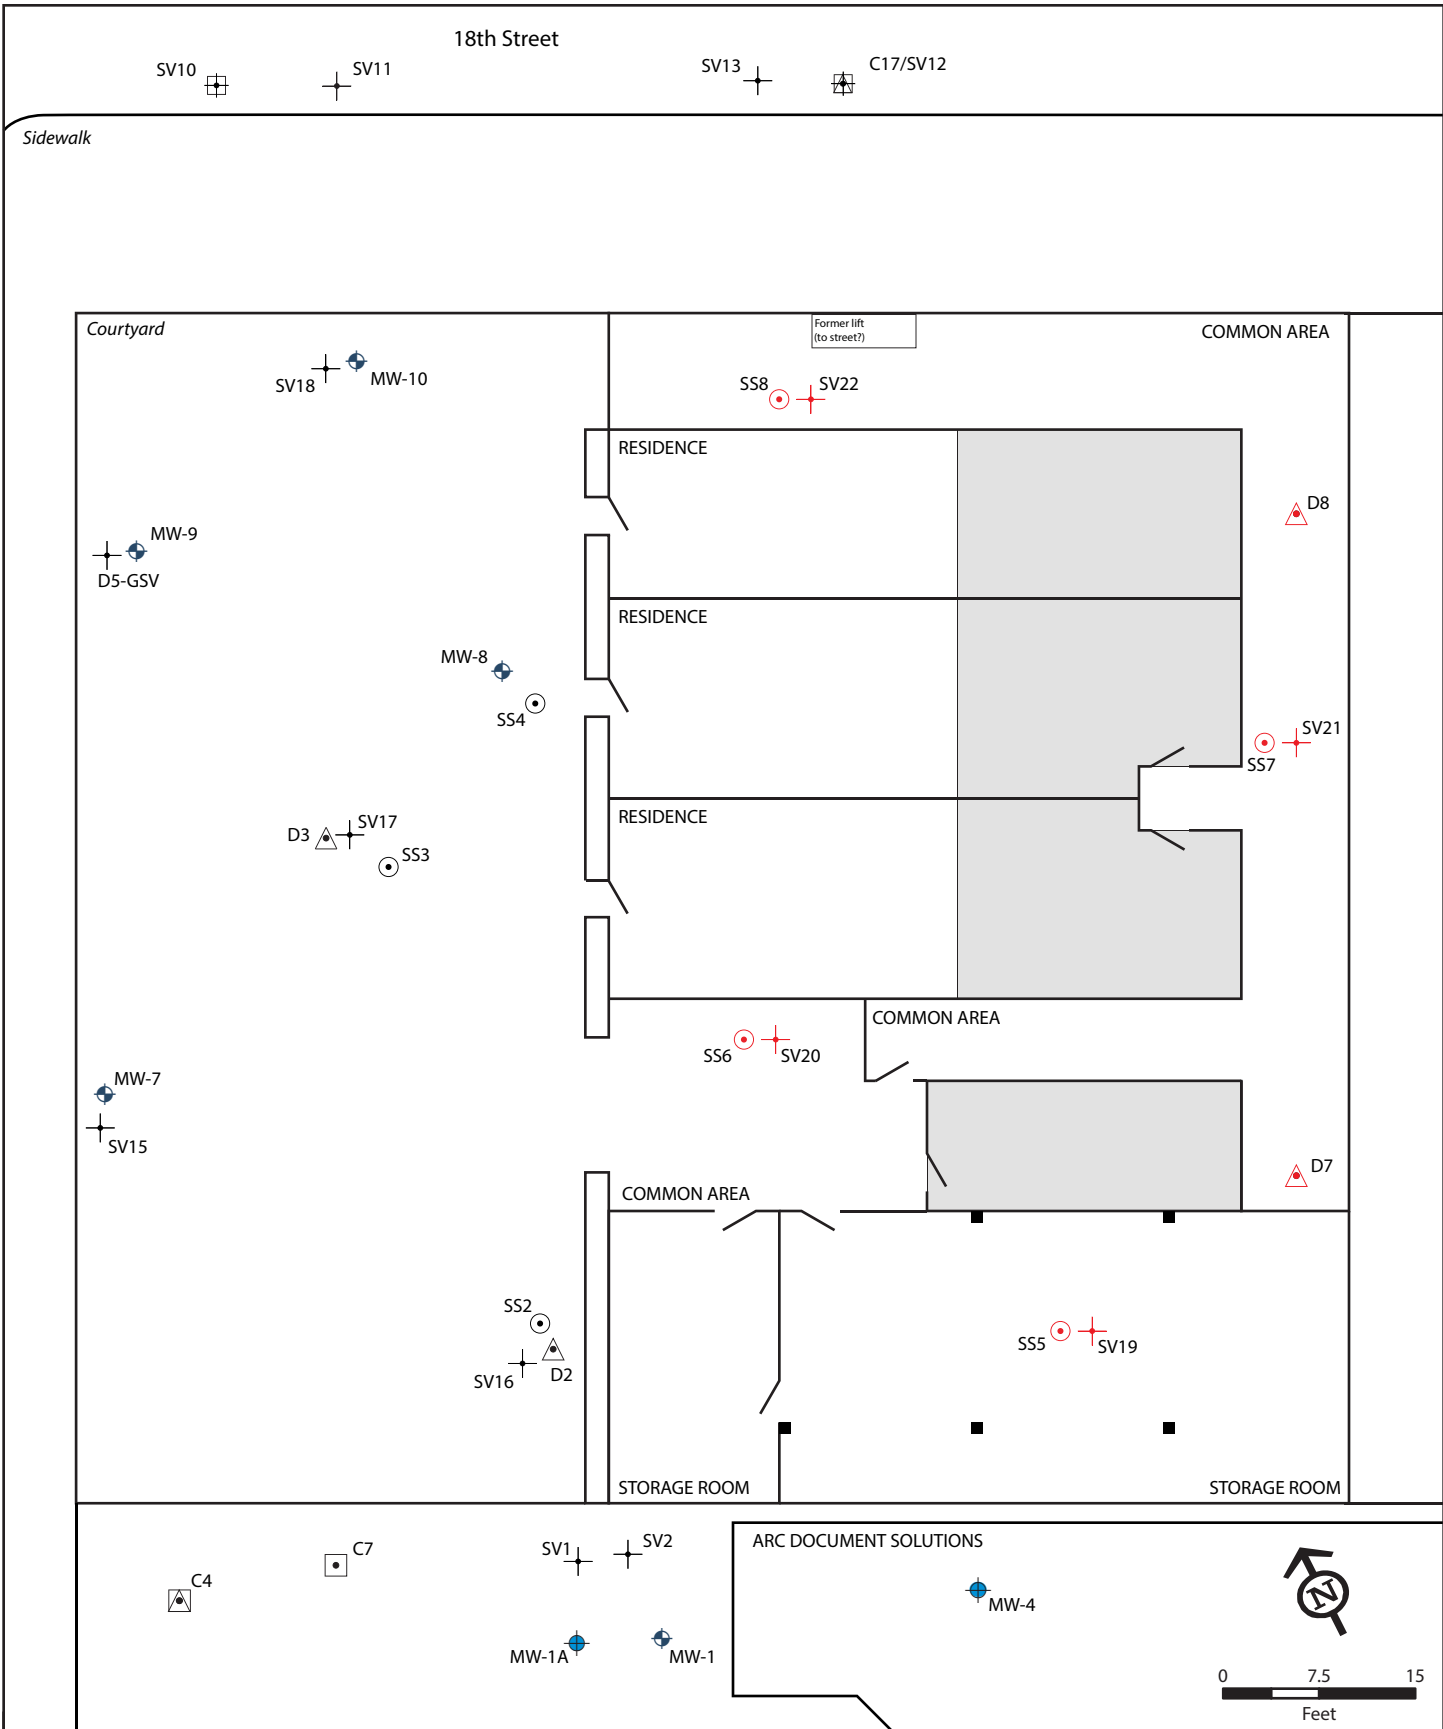 18th Street
SV10
SV11
SV13
C17/SV12
Sidewalk
Courtyard
Former lift
(to street?)
COMMON AREA
SV18
MW-10
SS8
SV22
RESIDENCE
D8
MW-9
D5-GSV
RESIDENCE
MW-8
SS4
SV21
SS7
RESIDENCE
D3
SV17
SS3
COMMON AREA
SS6
SV20
MW-7
SV15
D7
COMMON AREA
SS2
SV16
D2
SS5
SV19
STORAGE ROOM
STORAGE ROOM
C7
C4
SV1
SV2
ARC DOCUMENT SOLUTIONS
MW-4
N
MW-1A
MW-1
0 7.5 15
Feet